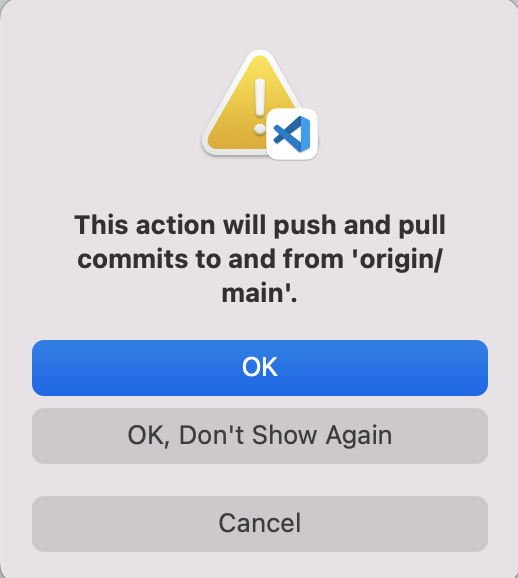 This action will push and pull
commits to and from 'origin/
main'.
OK
OK, Don't Show Again
Cancel